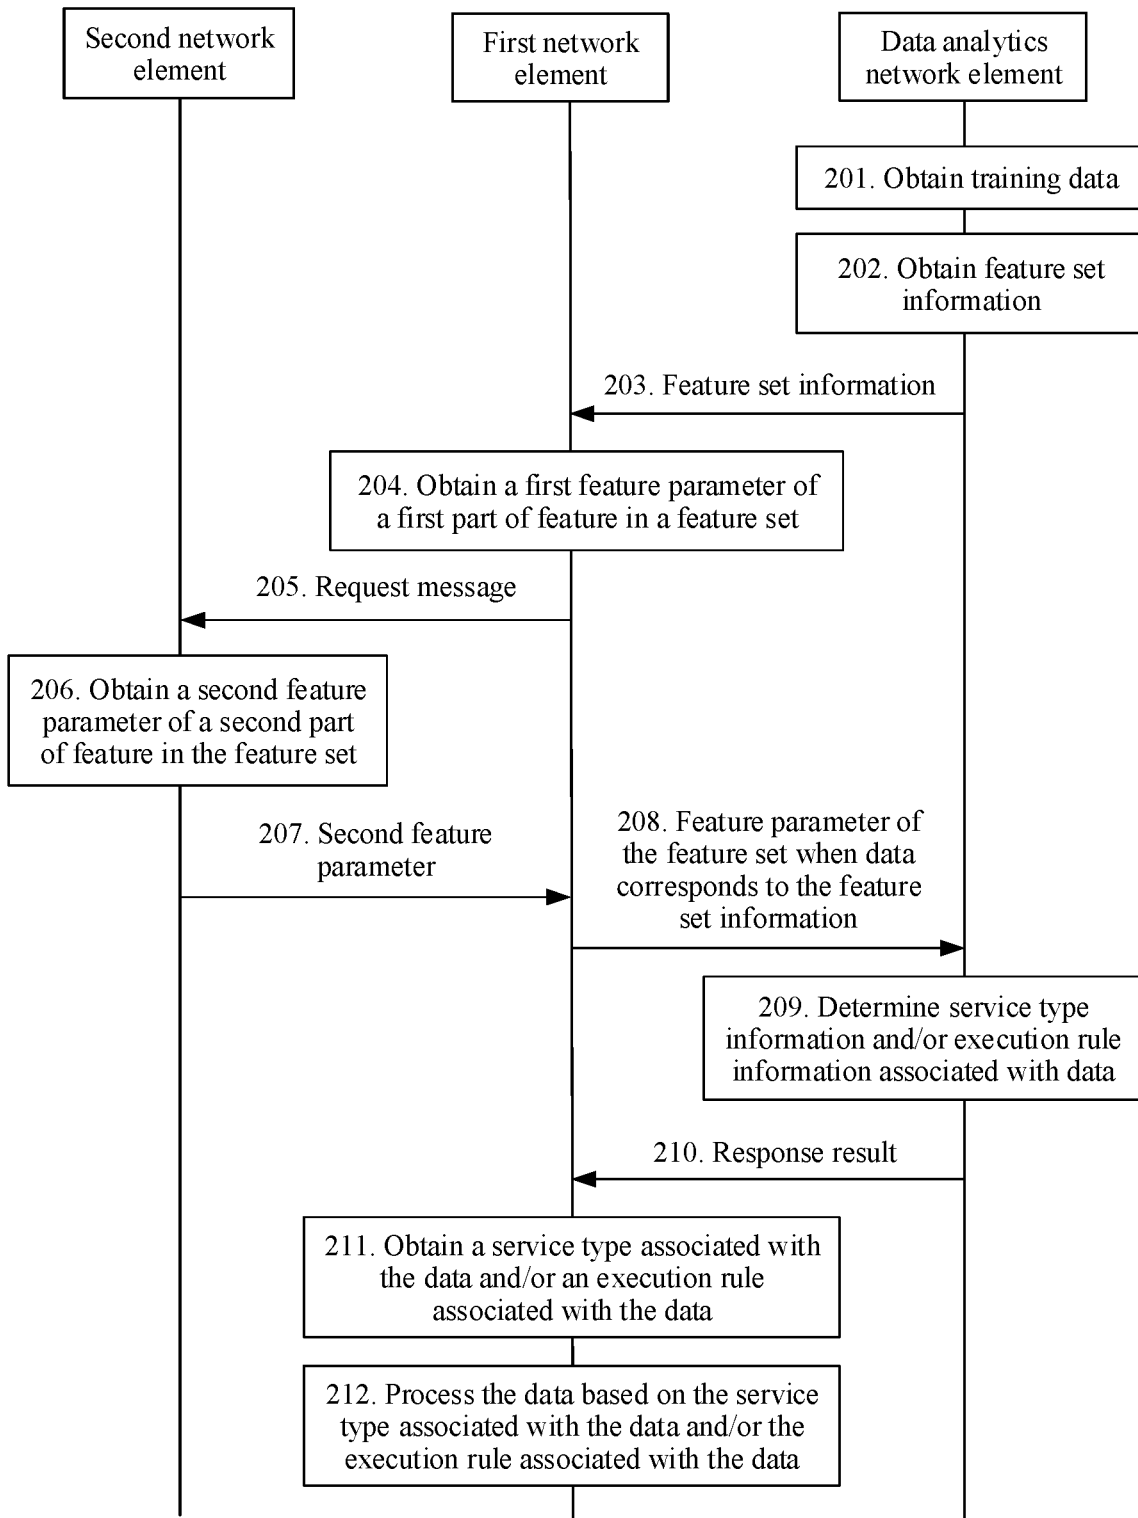 Second network
element
First network
element
Data analytics
network element
201. Obtain training data
202. Obtain feature set
information
203. Feature set information
204. Obtain a first feature parameter of
a first part of feature in a feature set
205. Request message
206. Obtain a second feature
parameter of a second part
of feature in the feature set
207. Second feature
parameter
208. Feature parameter of
the feature set when data
corresponds to the feature
set information
209. Determine service type
information and/or execution rule
information associated with data
210. Response result
211. Obtain a service type associated with
the data and/or an execution rule
associated with the data
212. Process the data based on the service
type associated with the data and/or the
execution rule associated with the data